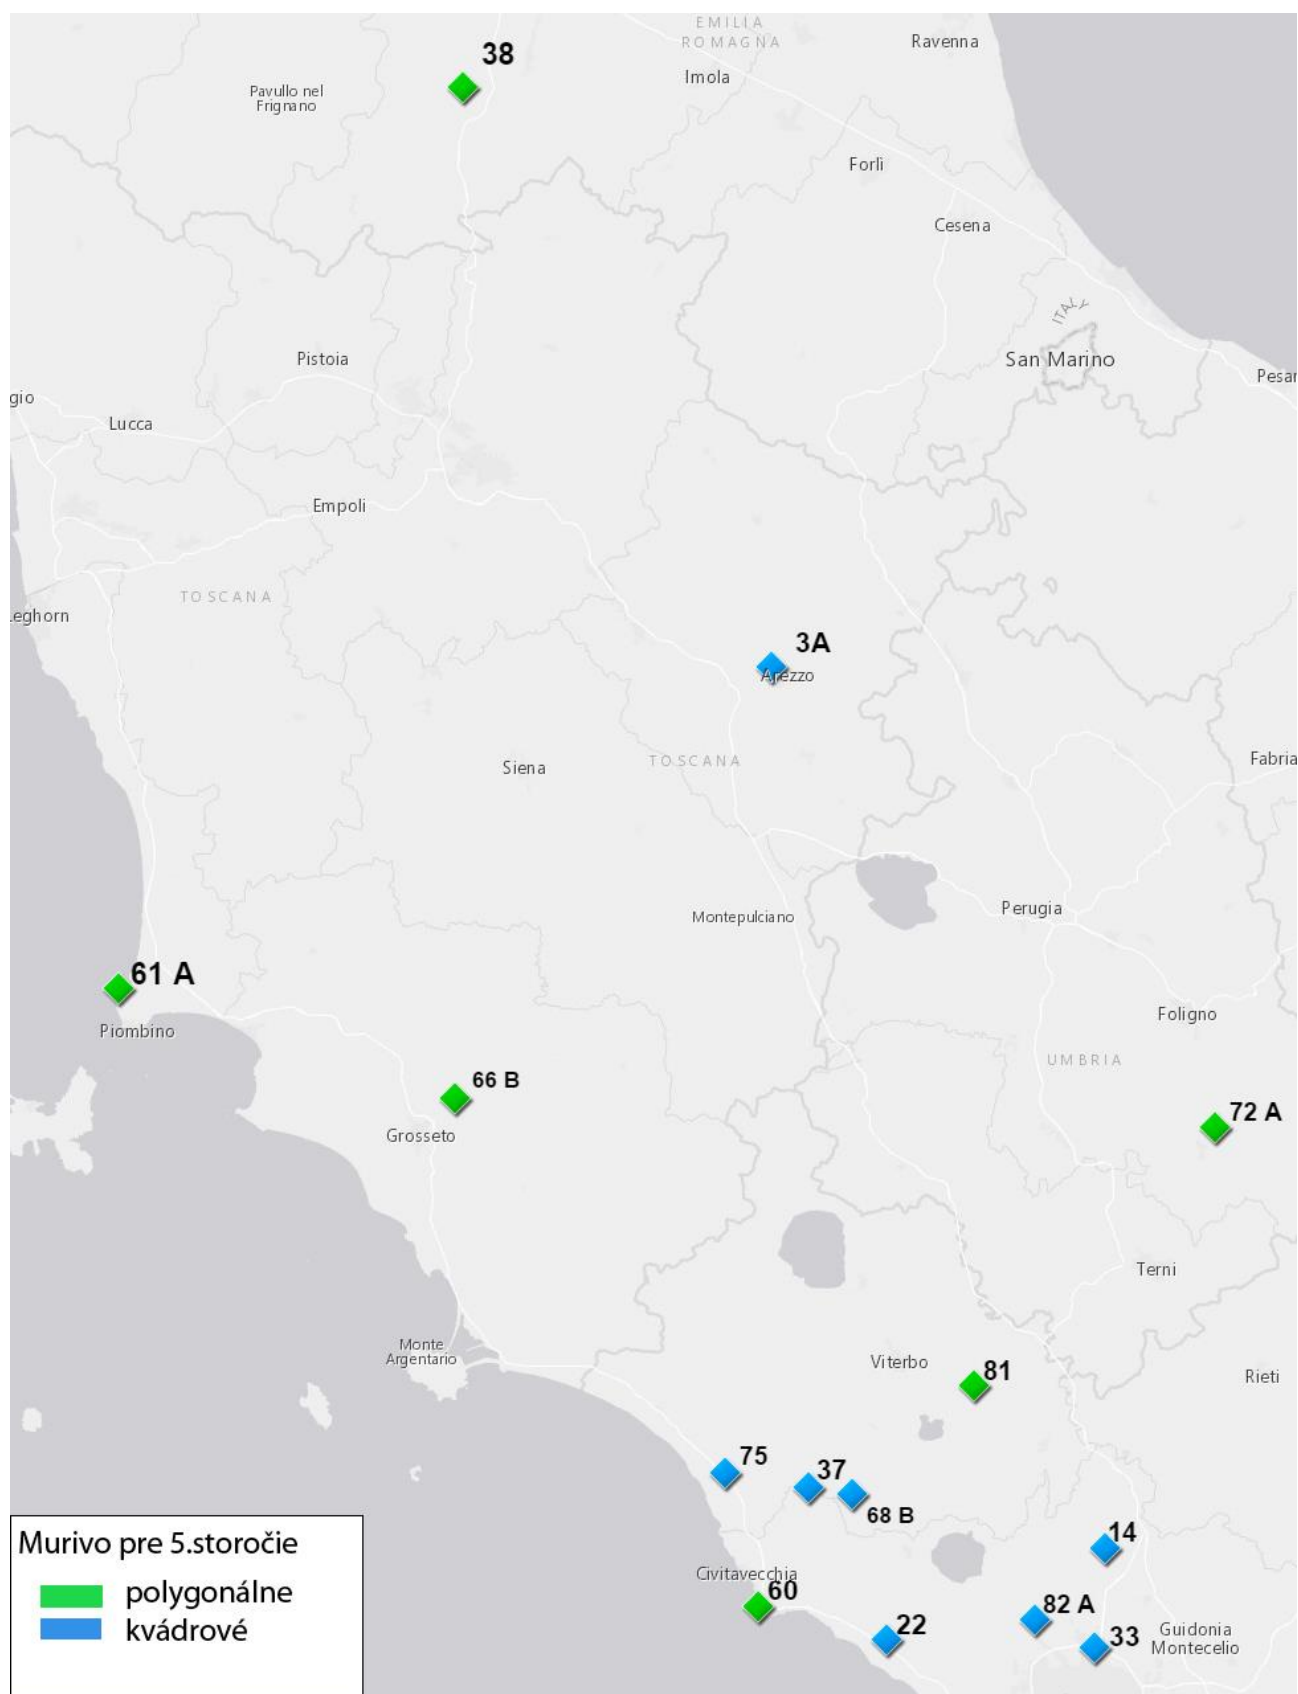 EMILIA
ROMAGNA
Ravenna
38
Imola
Pavullo nel
Frignano
Forlì
Cesena
ITALY
San Marino
Pistoia
Pesar
gio
Lucca
Empoli
TOSCANA
eghorn
3A
Arezzo
Siena
TOSCANA
Fabria
Montepulciano
Perugia
61 A
Foligno
Piombino
UMBRIA
66 B
72 A
Grosseto
Terni
Monte
Argentario
Viterbo
81
Rieti
75
37
68 B
14
Murivo pre 5.storočie
polygonálne
kvádrové
Civitavecchia
60
82 A
22
33
Guidonia
Montecelio